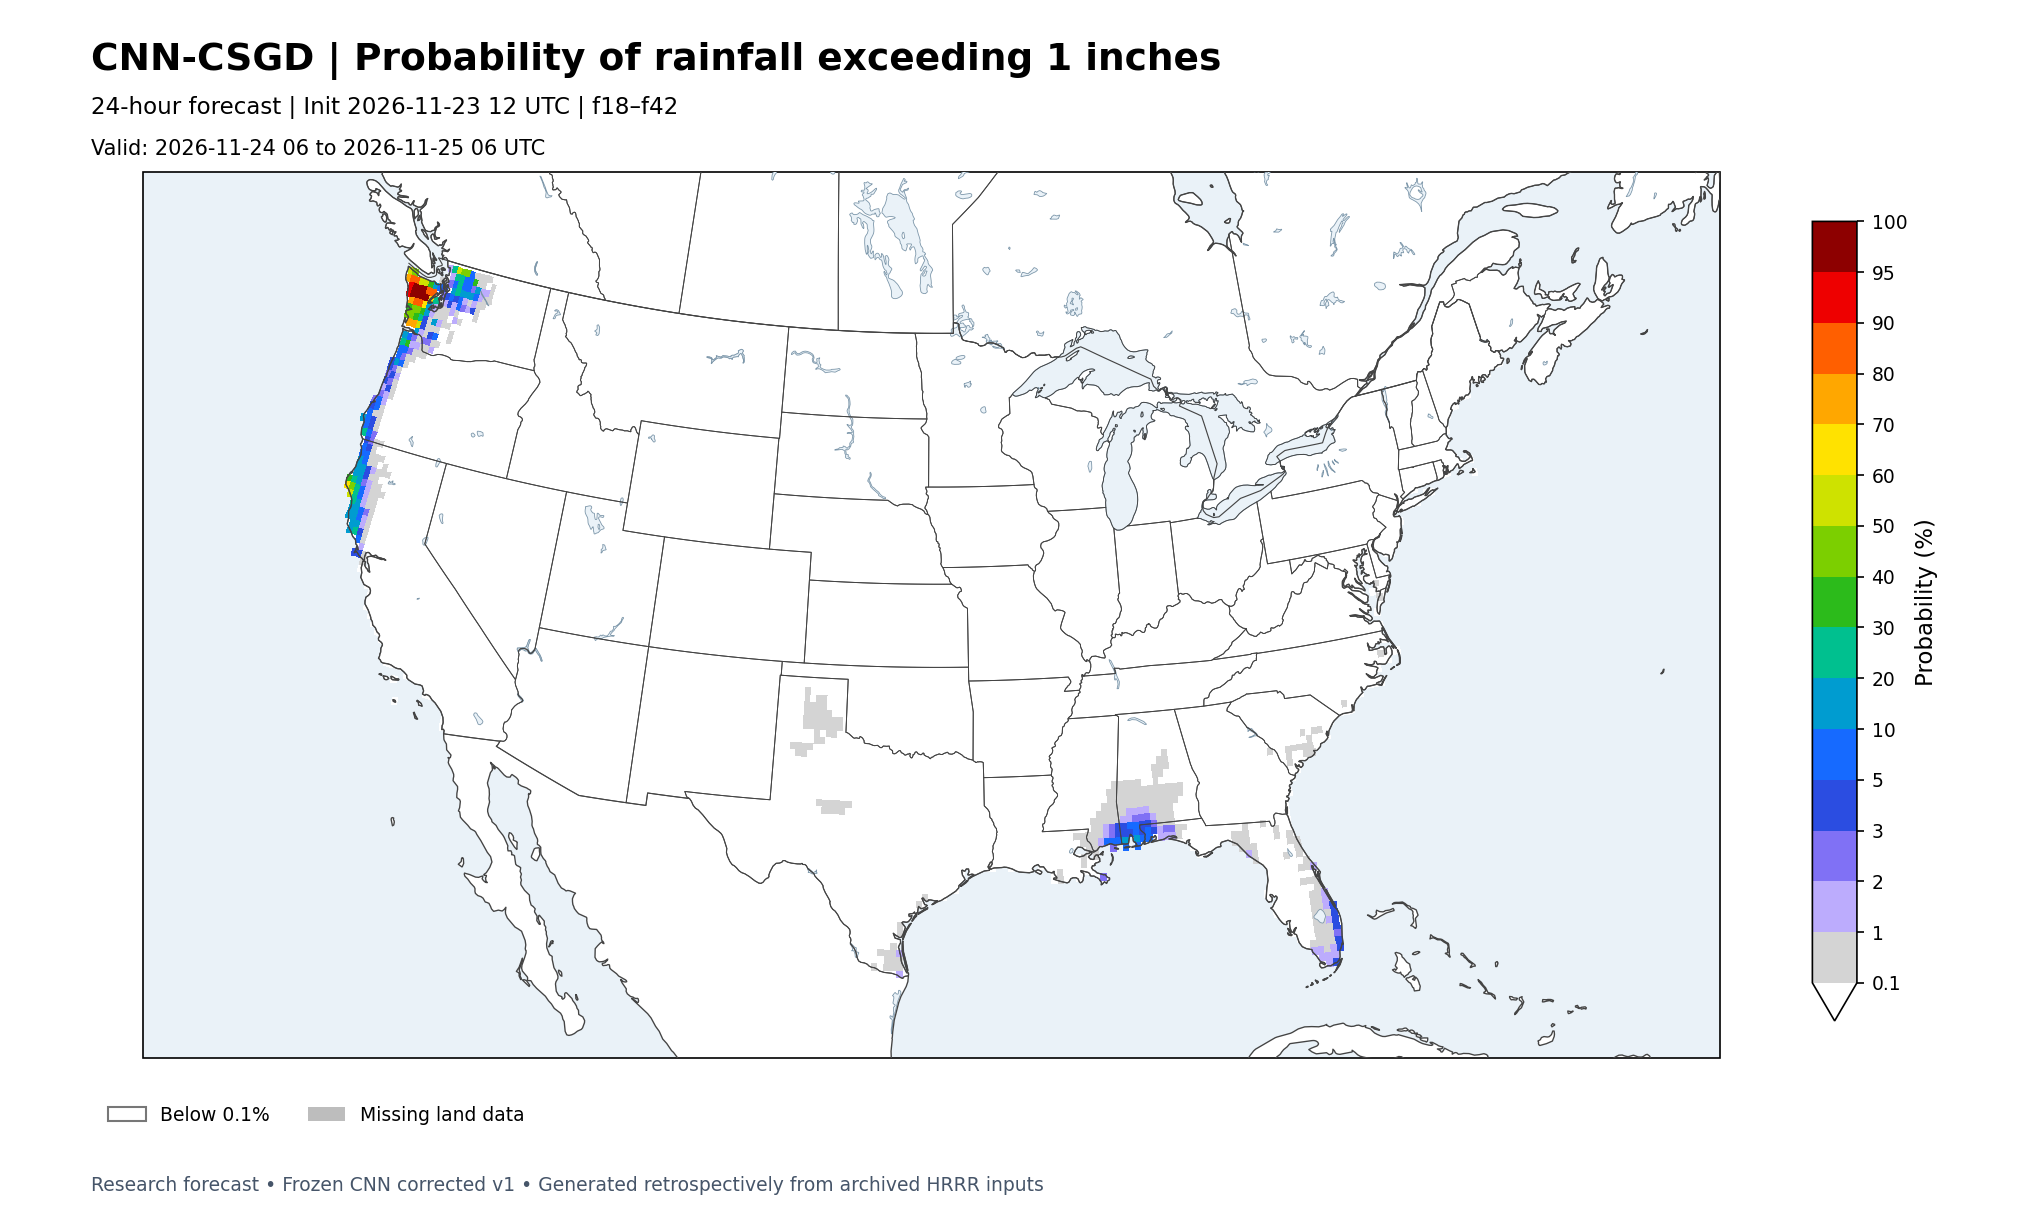 CNN-CSGD | Probability of rainfall exceeding 1 inches
24-hour forecast | Init 2026-11-23 12 UTC | f18–f42
Valid: 2026-11-24 06 to 2026-11-25 06 UTC
100
95
90
80
70
60
50
40
30
20
10
5
3
2
1
0.1
Probability (%)
Below 0.1%
Missing land data
Research forecast • Frozen CNN corrected v1 • Generated retrospectively from archived HRRR inputs